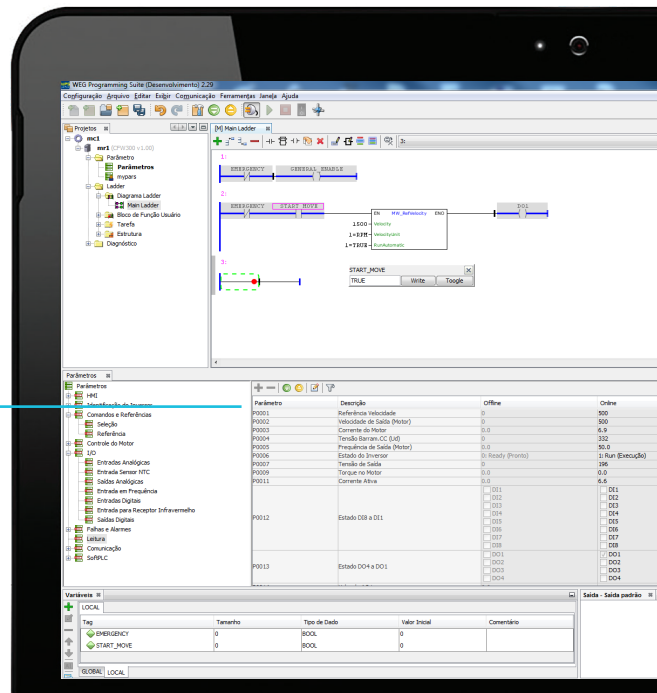 WEG Programming Suite (Desenvolvimento) 2.29
Configuração Arquivo Editar Exibir Comunicação Ferramentas Janela Ajuda
Projetos
mc1
mr1 (CFW300 v1.00)
Parâmetro
Parâmetros
mypars
Ladder
Diagrama Ladder
Main Ladder
Bloco de Função Usuário
Tarefa
Estrutura
Diagnóstico
[M] Main Ladder
3:
1:
EMERGENCY GENERAL_ENABLE
2:
EMERGENCY START_MOVE DO1
EN MW_RefVelocity ENO
1500 Velocity
1=RPM VelocityUnit
1=TRUE RunAutomatic
3:
START_MOVE
TRUE Write Toogle
Parâmetros
Parâmetros
HMI
Identificação do Inversor
Comandos e Referências
Seleção
Referência
Controle do Motor
I/O
Entradas Analógicas
Entrada Sensor NTC
Saídas Analógicas
Entrada em Frequência
Entradas Digitais
Entrada para Receptor Infravermelho
Saídas Digitais
Falhas e Alarmes
Leitura
Comunicação
SoftPLC
Parâmetro Descrição Offline Online
P0001 Referência Velocidade 0 500
P0002 Velocidade de Saída (Motor) 0 500
P0003 Corrente do Motor 0.0 6.9
P0004 Tensão Barram.CC (Ud) 0 332
P0005 Frequência de Saída (Motor) 0.0 50.0
P0006 Estado do Inversor 0: Ready (Pronto) 1: Run (Execução)
P0007 Tensão de Saída 0 196
P0009 Torque no Motor 0.0 0.0
P0011 Corrente Ativa 0.0 6.6
P0012 Estado DI8 a DI1
DI1 DI1
DI2 DI2
DI3 DI3
DI4 DI4
DI5 DI5
DI6 DI6
DI7 DI7
DI8 DI8
P0013 Estado DO4 a DO1
DO1 DO1
DO2 DO2
DO3 DO3
DO4 DO4
Variáveis
LOCAL
Tag Tamanho Tipo de Dado Valor Inicial Comentário
EMERGENCY 0 BOOL 0
START_MOVE 0 BOOL 0
GLOBAL LOCAL
Saída - Saída padrão